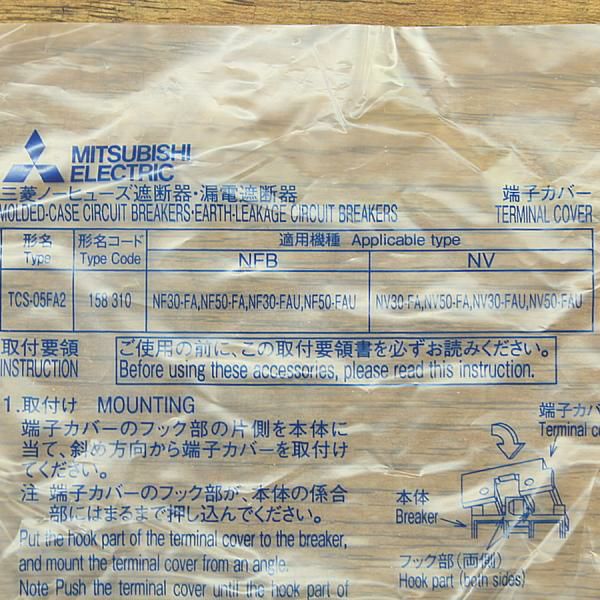 MITSUBISHI
ELECTRIC
三菱ノーヒューズ遮断器・漏電遮断器 端子カバー
MOLDED-CASE CIRCUIT BREAKERS・EARTH-LEAKAGE CIRCUIT BREAKERS TERMINAL COVER
形名 形名コード 適用機種 Applicable type
Type Type Code NFB NV
TCS-05FA2 158 310 NF30-FA,NF50-FA,NF30-FAU,NF50-FAU NV30-FA,NV50-FA,NV30-FAU,NV50-FAU
取付要領 ご使用の前に、この取付要領書を必ずお読みください。
INSTRUCTION Before using these accessories, please read this instruction.
1.取付け MOUNTING
端子カバーのフック部の片側を本体に
当て、斜め方向から端子カバーを取付け
てください。
注 端子カバーのフック部が、本体の係合
部にはまるまで押し込んでください。
Put the hook part of the terminal cover to the breaker,
and mount the terminal cover from an angle.
Note Push the terminal cover until the hook part of
端子カバ
Terminal co
本体
Breaker
フック部(両側)
Hook part (both sides)